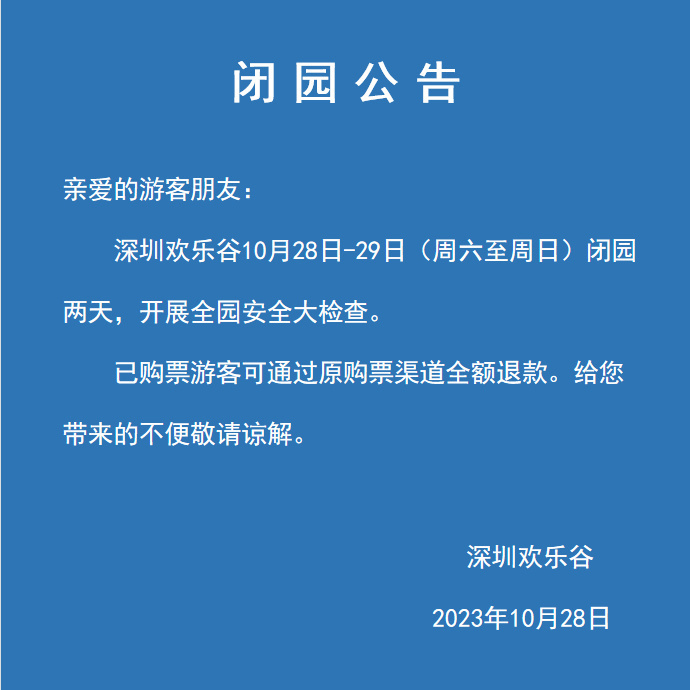 闭园公告
亲爱的游客朋友：
深圳欢乐谷10月28日-29日（周六至周日）闭园
两天，开展全园安全大检查。
已购票游客可通过原购票渠道全额退款。给您
带来的不便敬请谅解。
深圳欢乐谷
2023年10月28日